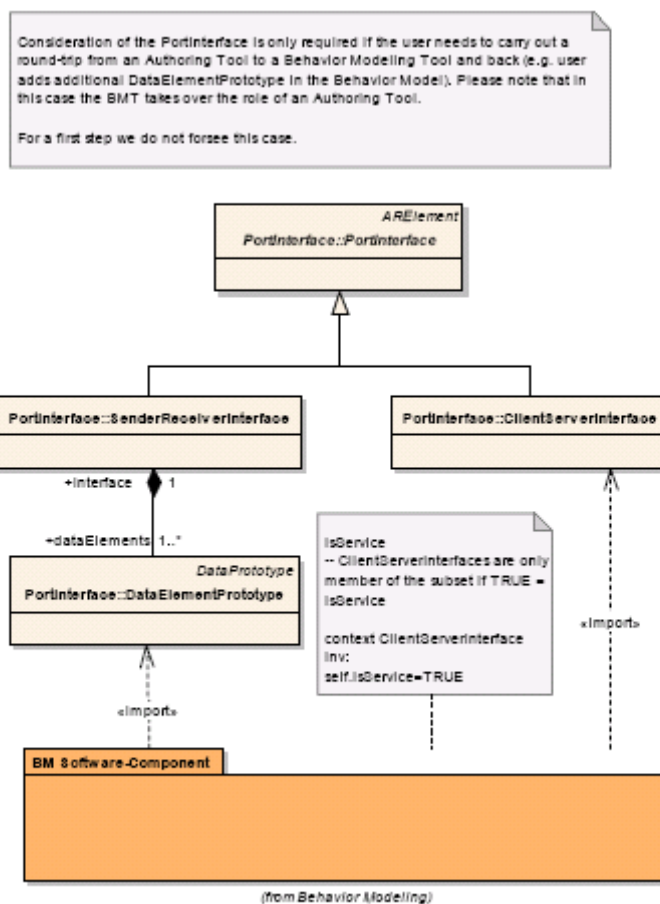 Consideration of the PortInterface is only required if the user needs to carry out a
round-trip from an Authoring Tool to a Behavior Modeling Tool and back (e.g. user
adds additional DataElementPrototype in the Behavior Model). Please note that in
this case the BMT takes over the role of an Authoring Tool.
For a first step we do not forsee this case.
ARElement
PortInterface::PortInterface
PortInterface::SenderReceiverInterface
PortInterface::ClientServerInterface
+interface 1
+dataElements 1..*
DataPrototype
PortInterface::DataElementPrototype
isService
-- ClientServerInterfaces are only
member of the subset if TRUE =
isService
context ClientServerInterface
inv:
self.isService=TRUE
«import»
«import»
BM Software-Component
(from Behavior Modeling)